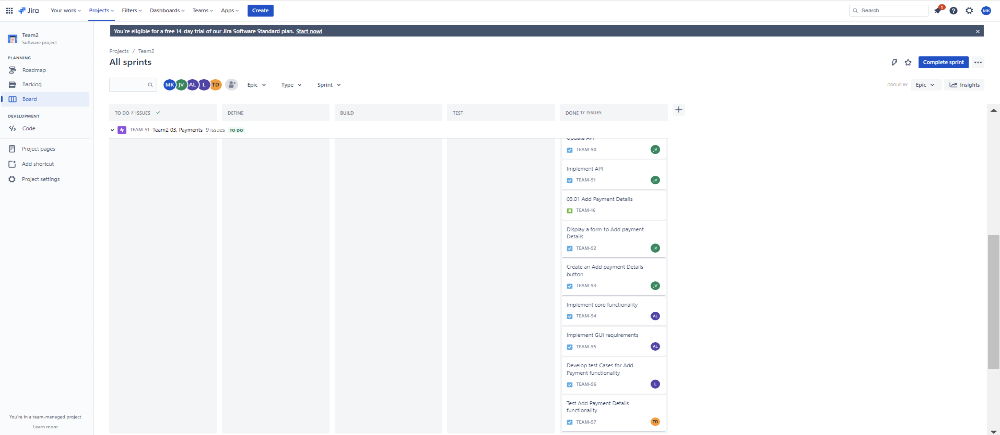 Jira Your work Projects Filters Dashboards Teams Apps Create Search 1 MK
You're eligible for a free 14-day trial of our Jira Software Standard plan. Start now!
Team2
Software project
PLANNING
Roadmap
Backlog
Board
DEVELOPMENT
Code
Project pages
Add shortcut
Project settings
You're in a team-managed project
Learn more
Projects / Team2
All sprints
Complete sprint
MK JV AL L TD Epic Type Sprint GROUP BY Epic Insights
TO DO 2 ISSUES DEFINE BUILD TEST DONE 17 ISSUES
TEAM-51 Team2 03. Payments 9 issues TO DO
Update API
TEAM-90 JV
Implement API
TEAM-91 JV
03.01 Add Payment Details
TEAM-16
Display a form to Add payment
Details
TEAM-92 JV
Create an Add payment Details
button
TEAM-93 JV
Implement core functionality
TEAM-94 AL
Implement GUI requirements
TEAM-95 AL
Develop test Cases for Add
Payment functionality
TEAM-96 L
Test Add Payment Details
functionality
TEAM-97 TD